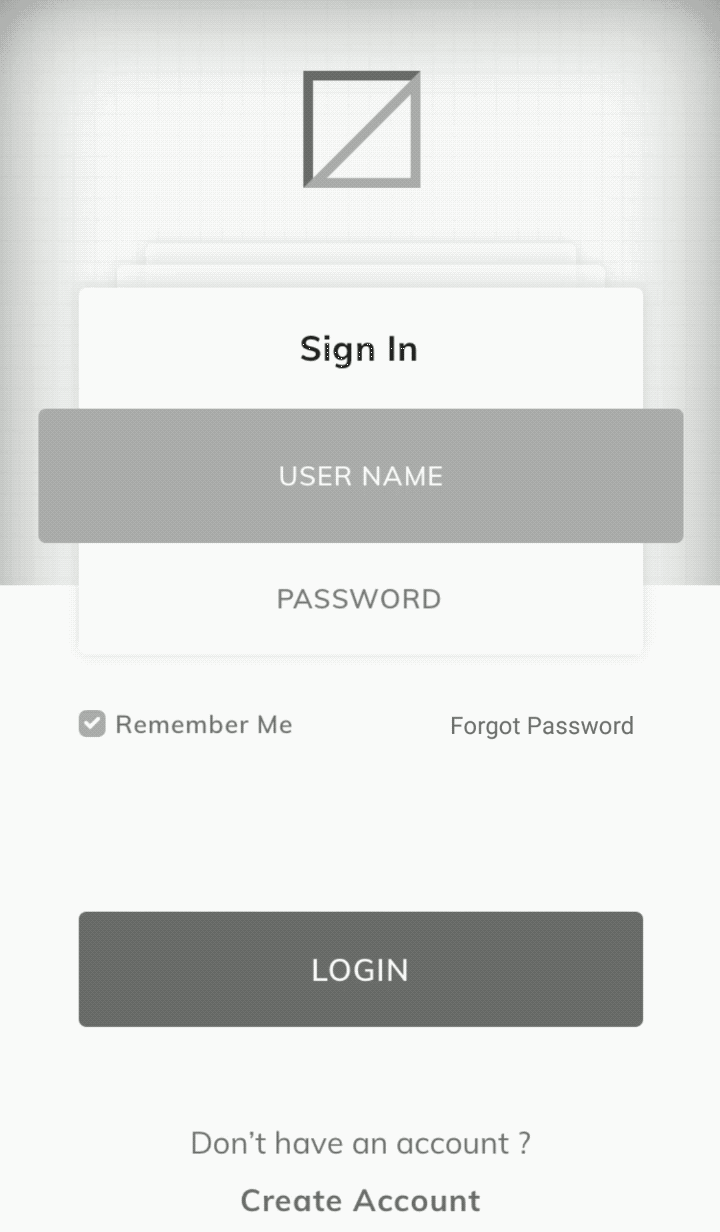 Sign In
USER NAME
PASSWORD
Remember Me
Forgot Password
LOGIN
Don’t have an account ?
Create Account